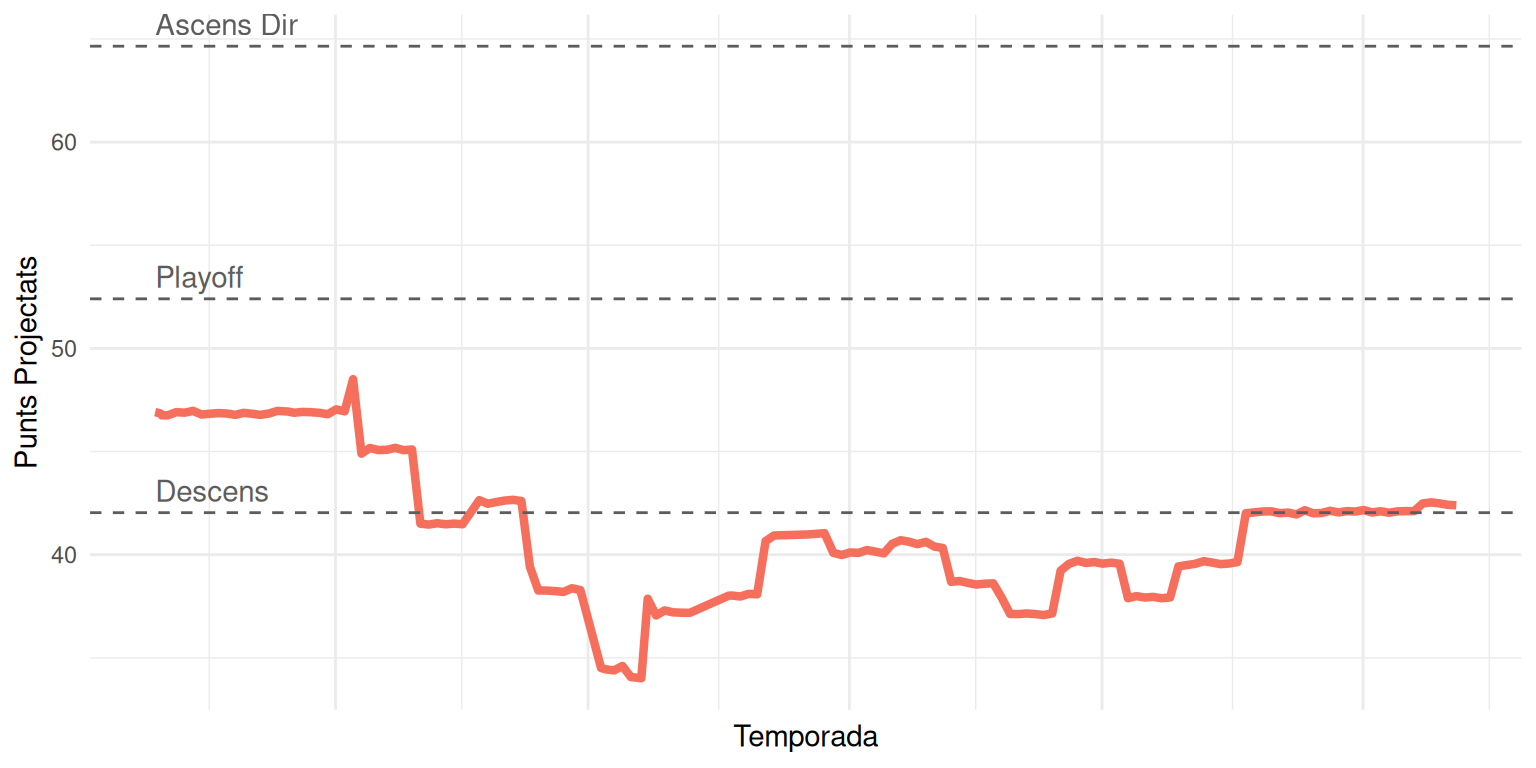 Ascens Dir
60
Playoff
50
Descens
40
Punts Projectats
Temporada